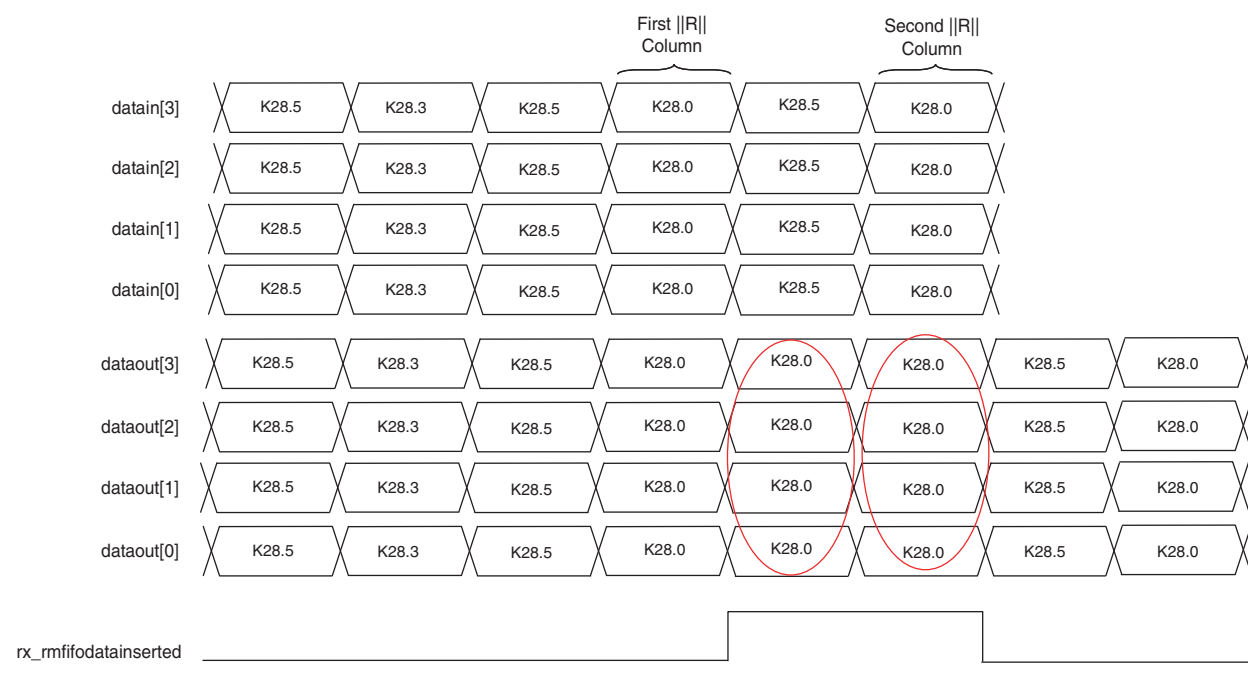 First ||R||
Column
Second ||R||
Column
datain[3] K28.5 K28.3 K28.5 K28.0 K28.5 K28.0
datain[2] K28.5 K28.3 K28.5 K28.0 K28.5 K28.0
datain[1] K28.5 K28.3 K28.5 K28.0 K28.5 K28.0
datain[0] K28.5 K28.3 K28.5 K28.0 K28.5 K28.0
dataout[3] K28.5 K28.3 K28.5 K28.0 K28.0 K28.0 K28.5 K28.0
dataout[2] K28.5 K28.3 K28.5 K28.0 K28.0 K28.0 K28.5 K28.0
dataout[1] K28.5 K28.3 K28.5 K28.0 K28.0 K28.0 K28.5 K28.0
dataout[0] K28.5 K28.3 K28.5 K28.0 K28.0 K28.0 K28.5 K28.0
rx_rmfifodatainserted